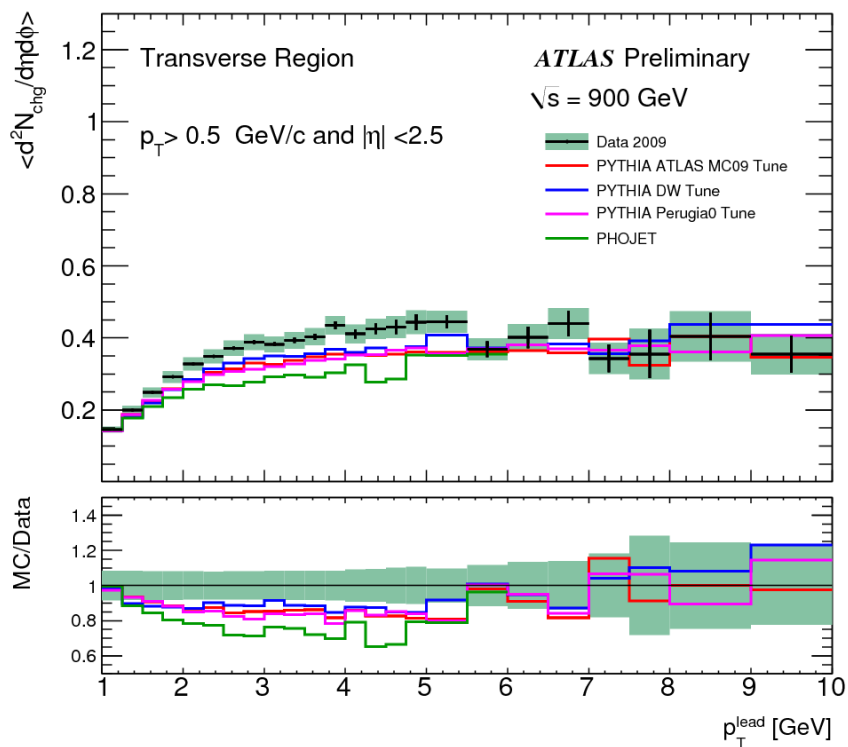 <d²N_chg/dηdϕ>
1.2
1
0.8
0.6
0.4
0.2
Transverse Region
p_T> 0.5 GeV/c and |η| <2.5
ATLAS Preliminary
√s = 900 GeV
Data 2009
PYTHIA ATLAS MC09 Tune
PYTHIA DW Tune
PYTHIA Perugia0 Tune
PHOJET
MC/Data
1.4
1.2
1
0.8
0.6
1 2 3 4 5 6 7 8 9 10
p_T^lead [GeV]